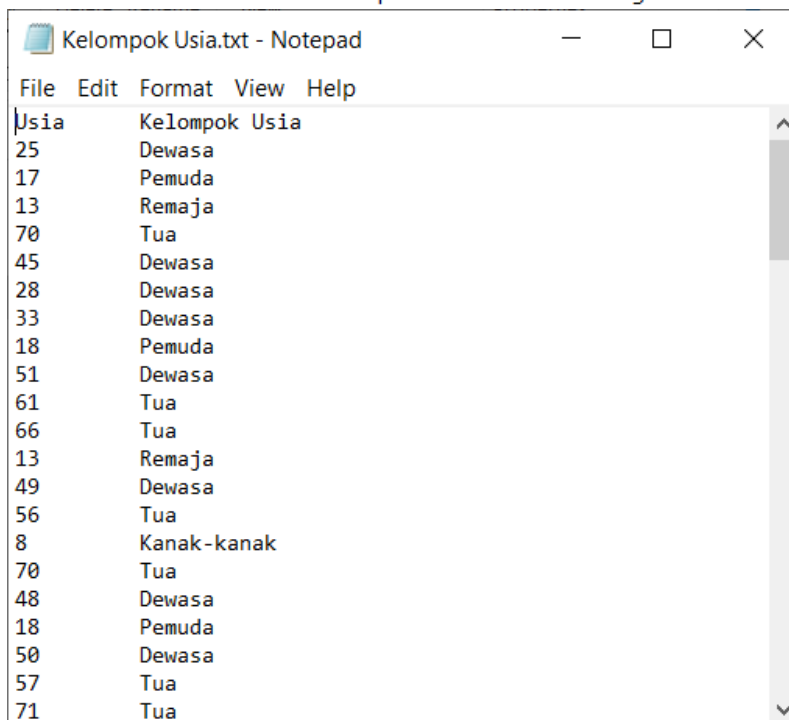 Kelompok Usia.txt - Notepad
File Edit Format View Help
Usia Kelompok Usia
25 Dewasa
17 Pemuda
13 Remaja
70 Tua
45 Dewasa
28 Dewasa
33 Dewasa
18 Pemuda
51 Dewasa
61 Tua
66 Tua
13 Remaja
49 Dewasa
56 Tua
8 Kanak-kanak
70 Tua
48 Dewasa
18 Pemuda
50 Dewasa
57 Tua
71 Tua